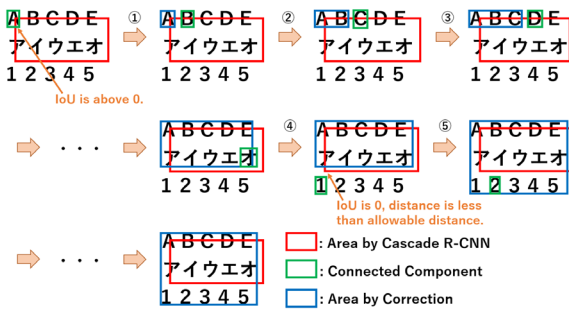 A B C D E ① A B C D E ② A B C D E ③ A B C D E
アイウエオ アイウエオ アイウエオ アイウエオ
1 2 3 4 5 1 2 3 4 5 1 2 3 4 5 1 2 3 4 5
IoU is above 0.
・・・ A B C D E ④ A B C D E ⑤ A B C D E
アイウエオ アイウエオ アイウエオ
1 2 3 4 5 1 2 3 4 5 1 2 3 4 5
IoU is 0, distance is less
than allowable distance.
・・・ A B C D E
アイウエオ
1 2 3 4 5
: Area by Cascade R-CNN
: Connected Component
: Area by Correction